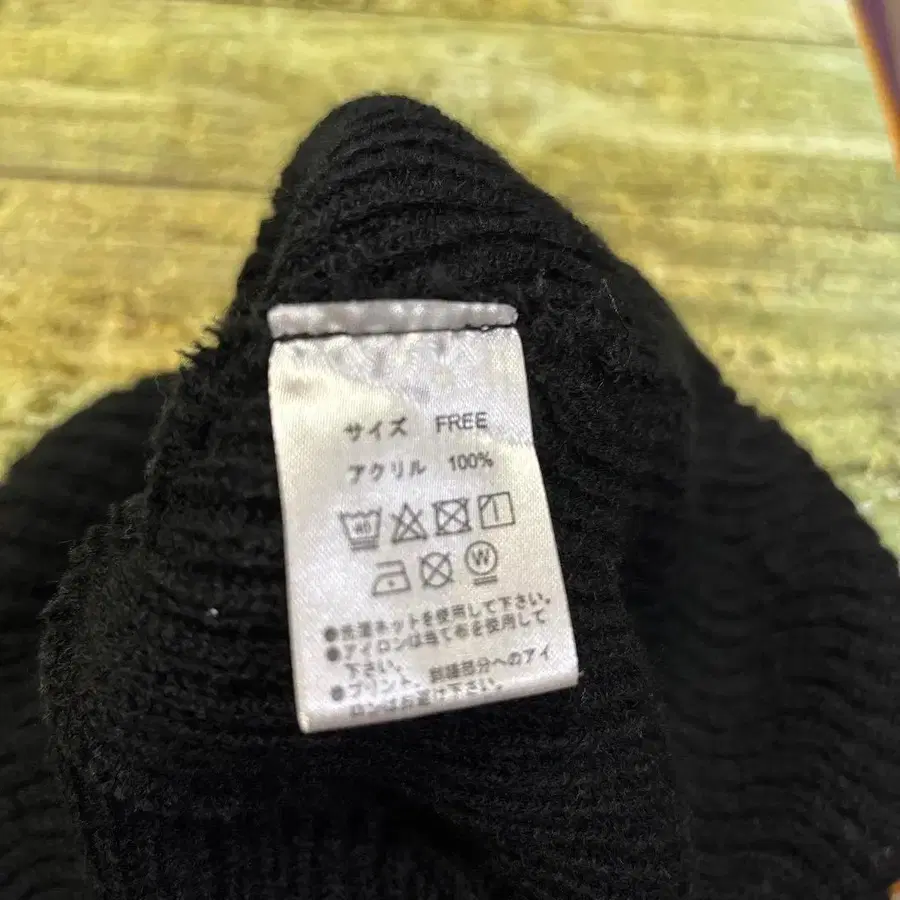 サイズ FREE
アクリル 100%
40
W
●洗濯ネットを使用して下さい。
●アイロンは当て布を使用して
下さい。
●プリント、刺繍部分へのアイ
ロンはお避け下さい。